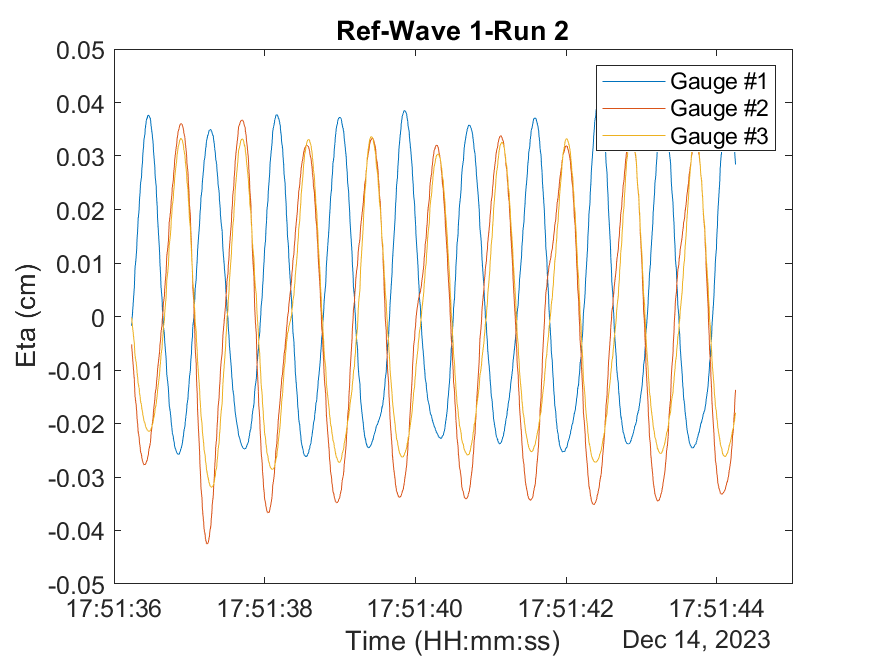 Ref-Wave 1-Run 2
0.05
0.04
0.03
0.02
0.01
0
-0.01
-0.02
-0.03
-0.04
-0.05
Eta (cm)
Gauge #1
Gauge #2
Gauge #3
17:51:36 17:51:38 17:51:40 17:51:42 17:51:44
Time (HH:mm:ss)
Dec 14, 2023